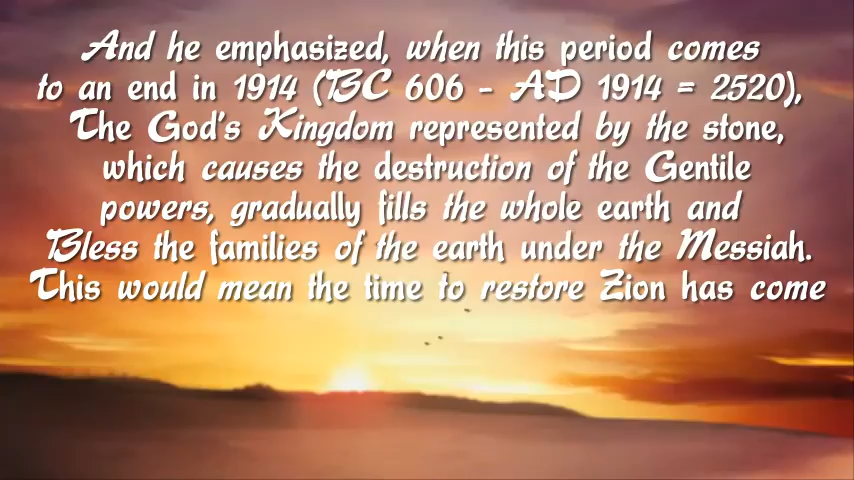 And he emphasized, when this period comes
to an end in 1914 (BC 606 - AD 1914 = 2520),
The God's Kingdom represented by the stone,
which causes the destruction of the Gentile
powers, gradually fills the whole earth and
Bless the families of the earth under the Messiah.
This would mean the time to restore Zion has come